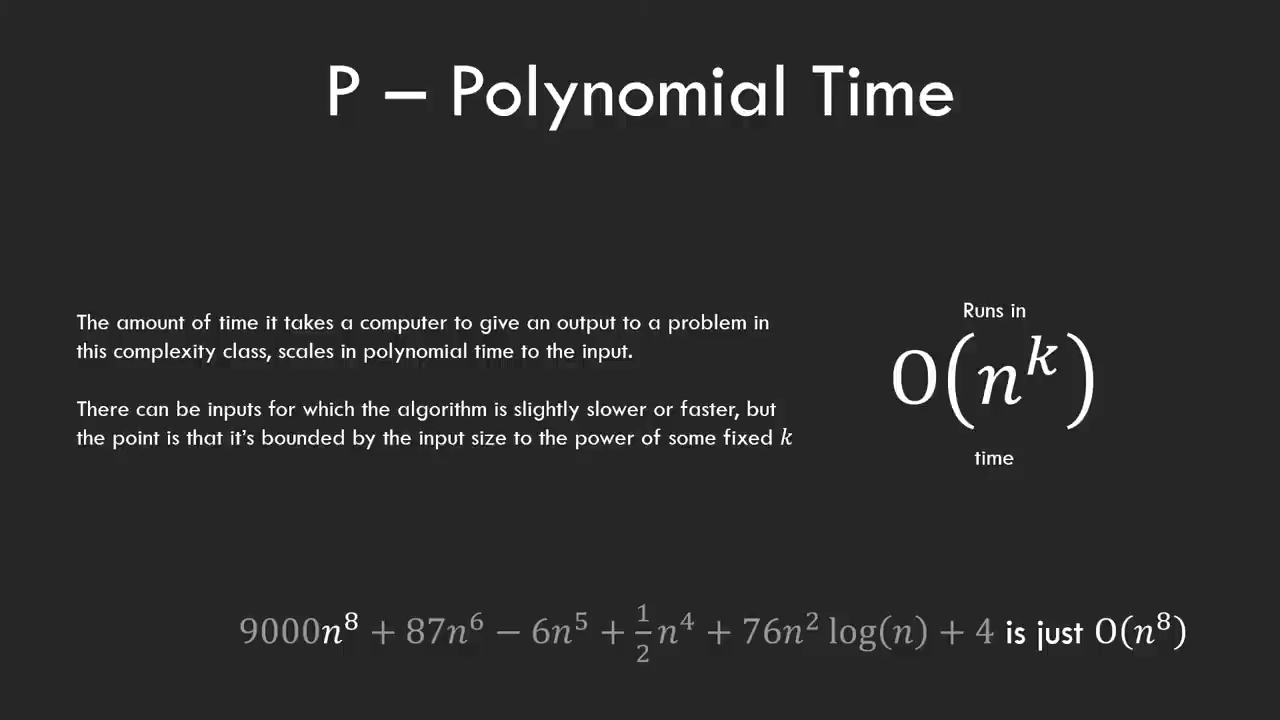 P – Polynomial Time
The amount of time it takes a computer to give an output to a problem in
this complexity class, scales in polynomial time to the input.
There can be inputs for which the algorithm is slightly slower or faster, but
the point is that it's bounded by the input size to the power of some fixed k
Runs in
O(n^k)
time
9000n^8 + 87n^6 − 6n^5 + 1/2 n^4 + 76n^2 log(n) + 4 is just O(n^8)